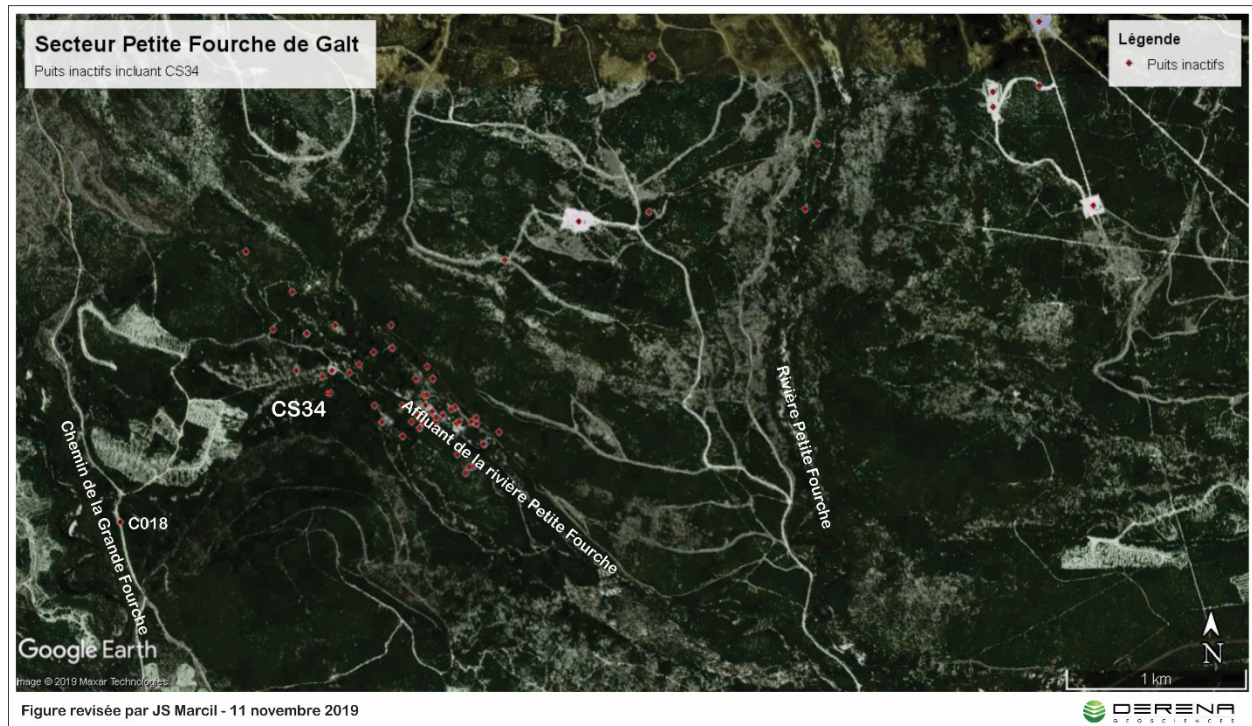 Secteur Petite Fourche de Galt
Puits inactifs incluant CS34
Légende
Puits inactifs
CS34
Affluant de la rivière Petite Fourche
Rivière Petite Fourche
Chemin de la Grande Fourche
C018
Google Earth
Image © 2019 Maxar Technologies
N
1 km
Figure revisée par JS Marcil - 11 novembre 2019
DERENA
GEOSCIENCES